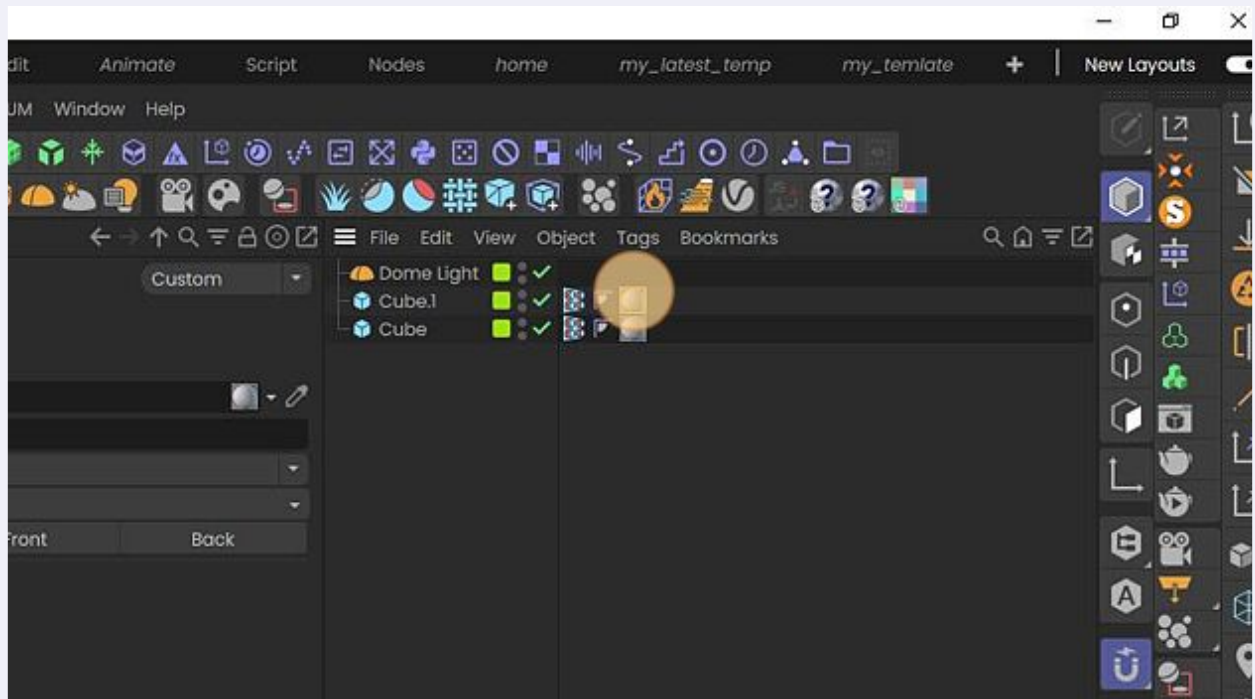 dit Animate Script Nodes home my_latest_temp my_temlate + New Layouts
UM Window Help
File Edit View Object Tags Bookmarks
Custom
Dome Light
Cube.1
Cube
Front Back